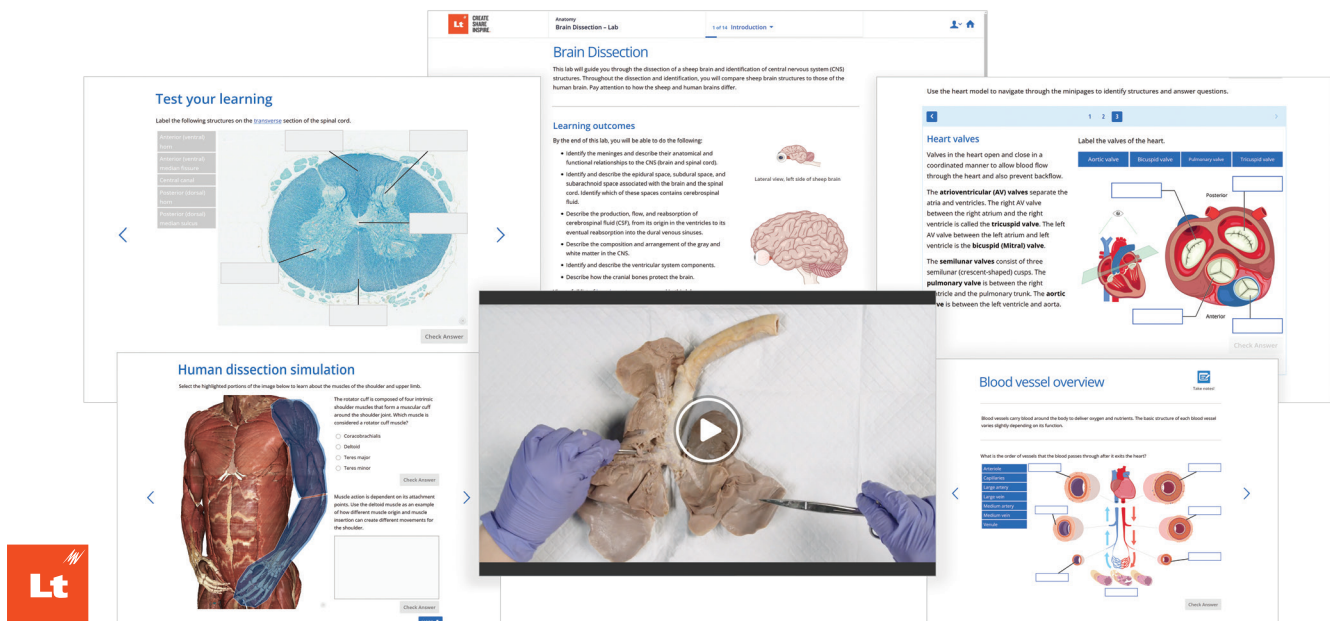 Lt
CREATE
SHARE
INSPIRE.
Anatomy
Brain Dissection – Lab
1 of 14 Introduction
Brain Dissection
This lab will guide you through the dissection of a sheep brain and identification of central nervous system (CNS)
structures. Throughout the dissection and identification, you will compare sheep brain structures to those of the
human brain. Pay attention to how the sheep and human brains differ.
Learning outcomes
By the end of this lab, you will be able to do the following:
• Identify the meninges and describe their anatomical and
functional relationships to the CNS (brain and spinal cord).
• Identify and describe the epidural space, subdural space, and
subarachnoid space associated with the brain and the spinal
cord. Identify which of these spaces contains cerebrospinal
fluid.
• Describe the production, flow, and reabsorption of
cerebrospinal fluid (CSF), from its origin in the ventricles to its
eventual reabsorption into the dural venous sinuses.
• Describe the composition and arrangement of the gray and
white matter in the CNS.
• Identify and describe the ventricular system components.
• Describe how the cranial bones protect the brain.
Lateral view, left side of sheep brain
Test your learning
Label the following structures on the transverse section of the spinal cord.
Anterior (ventral)
horn
Anterior (ventral)
median fissure
Central canal
Posterior (dorsal)
horn
Posterior (dorsal)
median sulcus
Check Answer
Use the heart model to navigate through the minipages to identify structures and answer questions.
1 2 3
Heart valves
Valves in the heart open and close in a
coordinated manner to allow blood flow
through the heart and also prevent backflow.
The atrioventricular (AV) valves separate the
atria and ventricles. The right AV valve
between the right atrium and the right
ventricle is called the tricuspid valve. The left
AV valve between the left atrium and left
ventricle is the bicuspid (Mitral) valve.
The semilunar valves consist of three
semilunar (crescent-shaped) cusps. The
pulmonary valve is between the right
ntricle and the pulmonary trunk. The aortic
ve is between the left ventricle and aorta.
Label the valves of the heart.
Aortic valve
Bicuspid valve
Pulmonary valve
Tricuspid valve
Posterior
Anterior
Check Answer
Human dissection simulation
Select the highlighted portions of the image below to learn about the muscles of the shoulder and upper limb.
The rotator cuff is composed of four intrinsic
shoulder muscles that form a muscular cuff
around the shoulder joint. Which muscle is
considered a rotator cuff muscle?
Coracobrachialis
Deltoid
Teres major
Teres minor
Check Answer
Muscle action is dependent on its attachment
points. Use the deltoid muscle as an example
of how different muscle origin and muscle
insertion can create different movements for
the shoulder.
Check Answer
Blood vessel overview
Take notes!
Blood vessels carry blood around the body to deliver oxygen and nutrients. The basic structure of each blood vessel
varies slightly depending on its function.
What is the order of vessels that the blood passes through after it exits the heart?
Arteriole
Capillaries
Large artery
Large vein
Medium artery
Medium vein
Venule
Check Answer
Lt